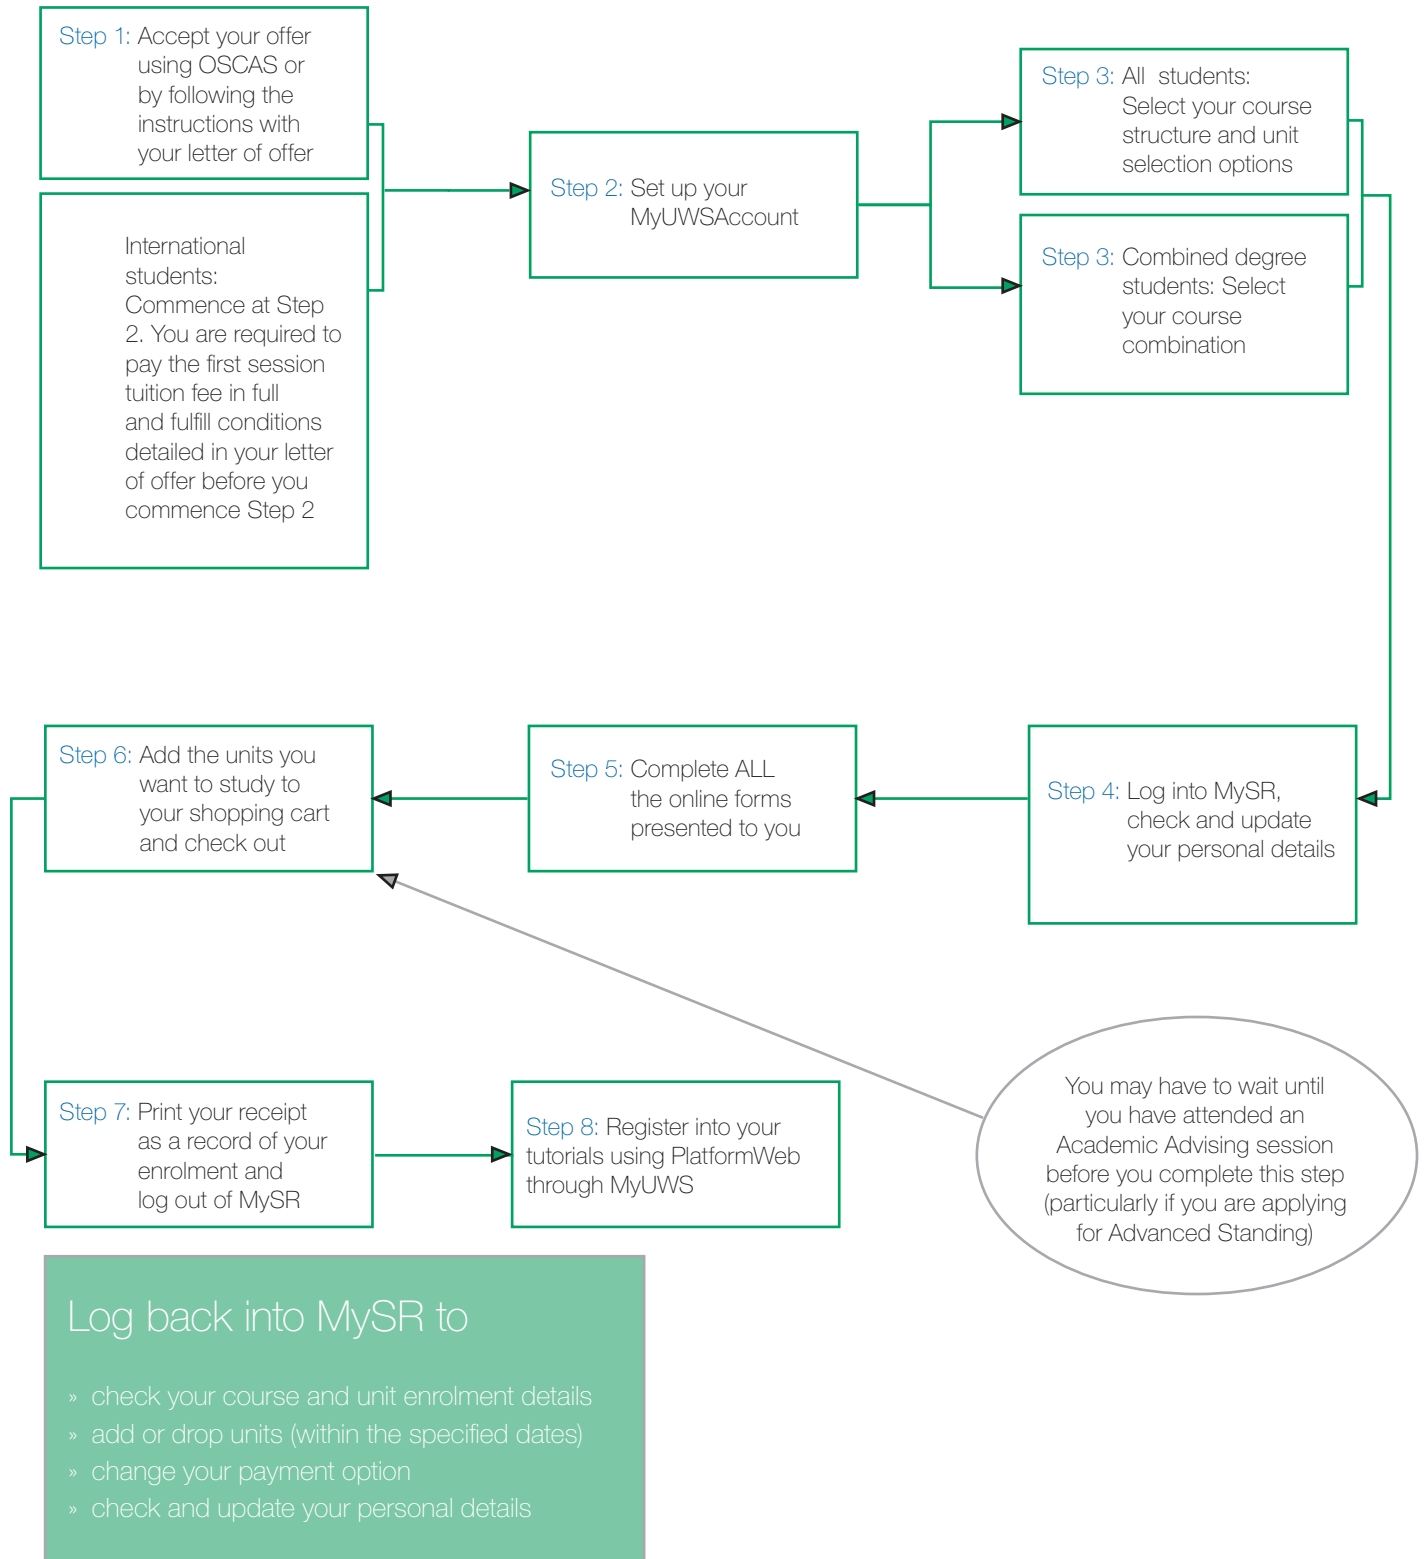 Step 1: Accept your offer
using OSCAS or
by following the
instructions with
your letter of offer
International
students:
Commence at Step
2. You are required to
pay the first session
tuition fee in full
and fulfill conditions
detailed in your letter
of offer before you
commence Step 2
Step 2: Set up your
MyUWSAccount
Step 3: All students:
Select your course
structure and unit
selection options
Step 3: Combined degree
students: Select
your course
combination
Step 4: Log into MySR,
check and update
your personal details
Step 5: Complete ALL
the online forms
presented to you
Step 6: Add the units you
want to study to
your shopping cart
and check out
You may have to wait until
you have attended an
Academic Advising session
before you complete this step
(particularly if you are applying
for Advanced Standing)
Step 7: Print your receipt
as a record of your
enrolment and
log out of MySR
Step 8: Register into your
tutorials using PlatformWeb
through MyUWS
Log back into MySR to
» check your course and unit enrolment details
» add or drop units (within the specified dates)
» change your payment option
» check and update your personal details